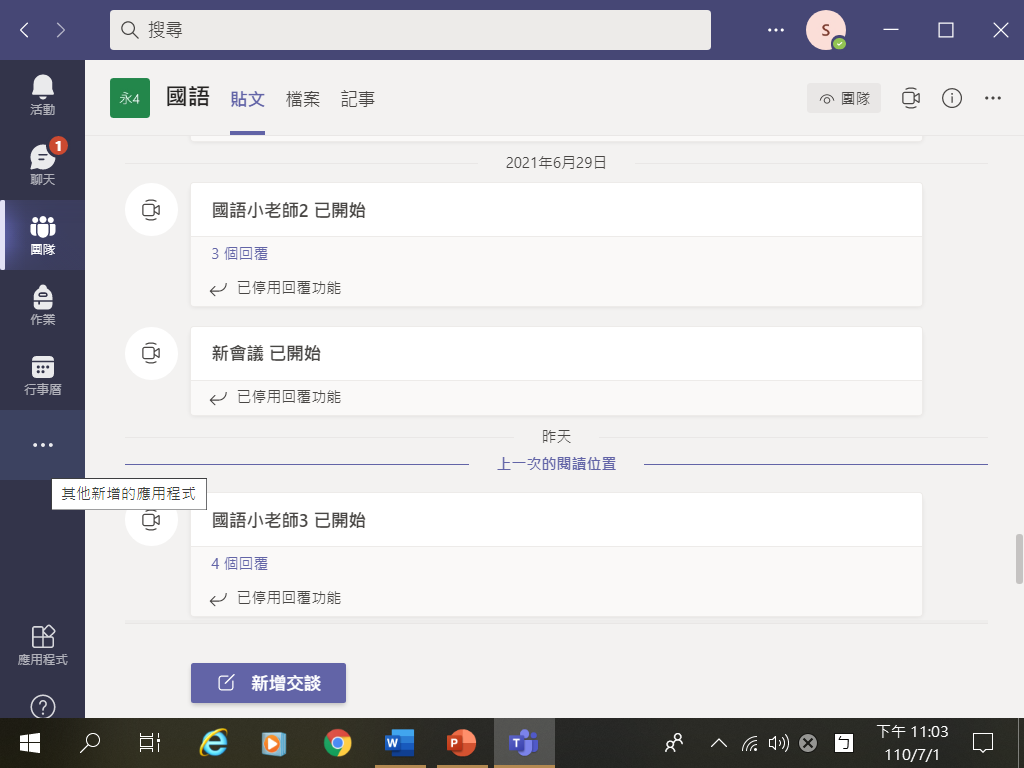 搜尋
S
活動
1
聊天
團隊
作業
行事曆
其他新增的應用程式
應用程式
永4
國語
貼文
檔案
記事
團隊
2021年6月29日
國語小老師2 已開始
3 個回覆
已停用回覆功能
新會議 已開始
已停用回覆功能
昨天
上一次的閱讀位置
國語小老師3 已開始
4 個回覆
已停用回覆功能
新增交談
下午 11:03
110/7/1